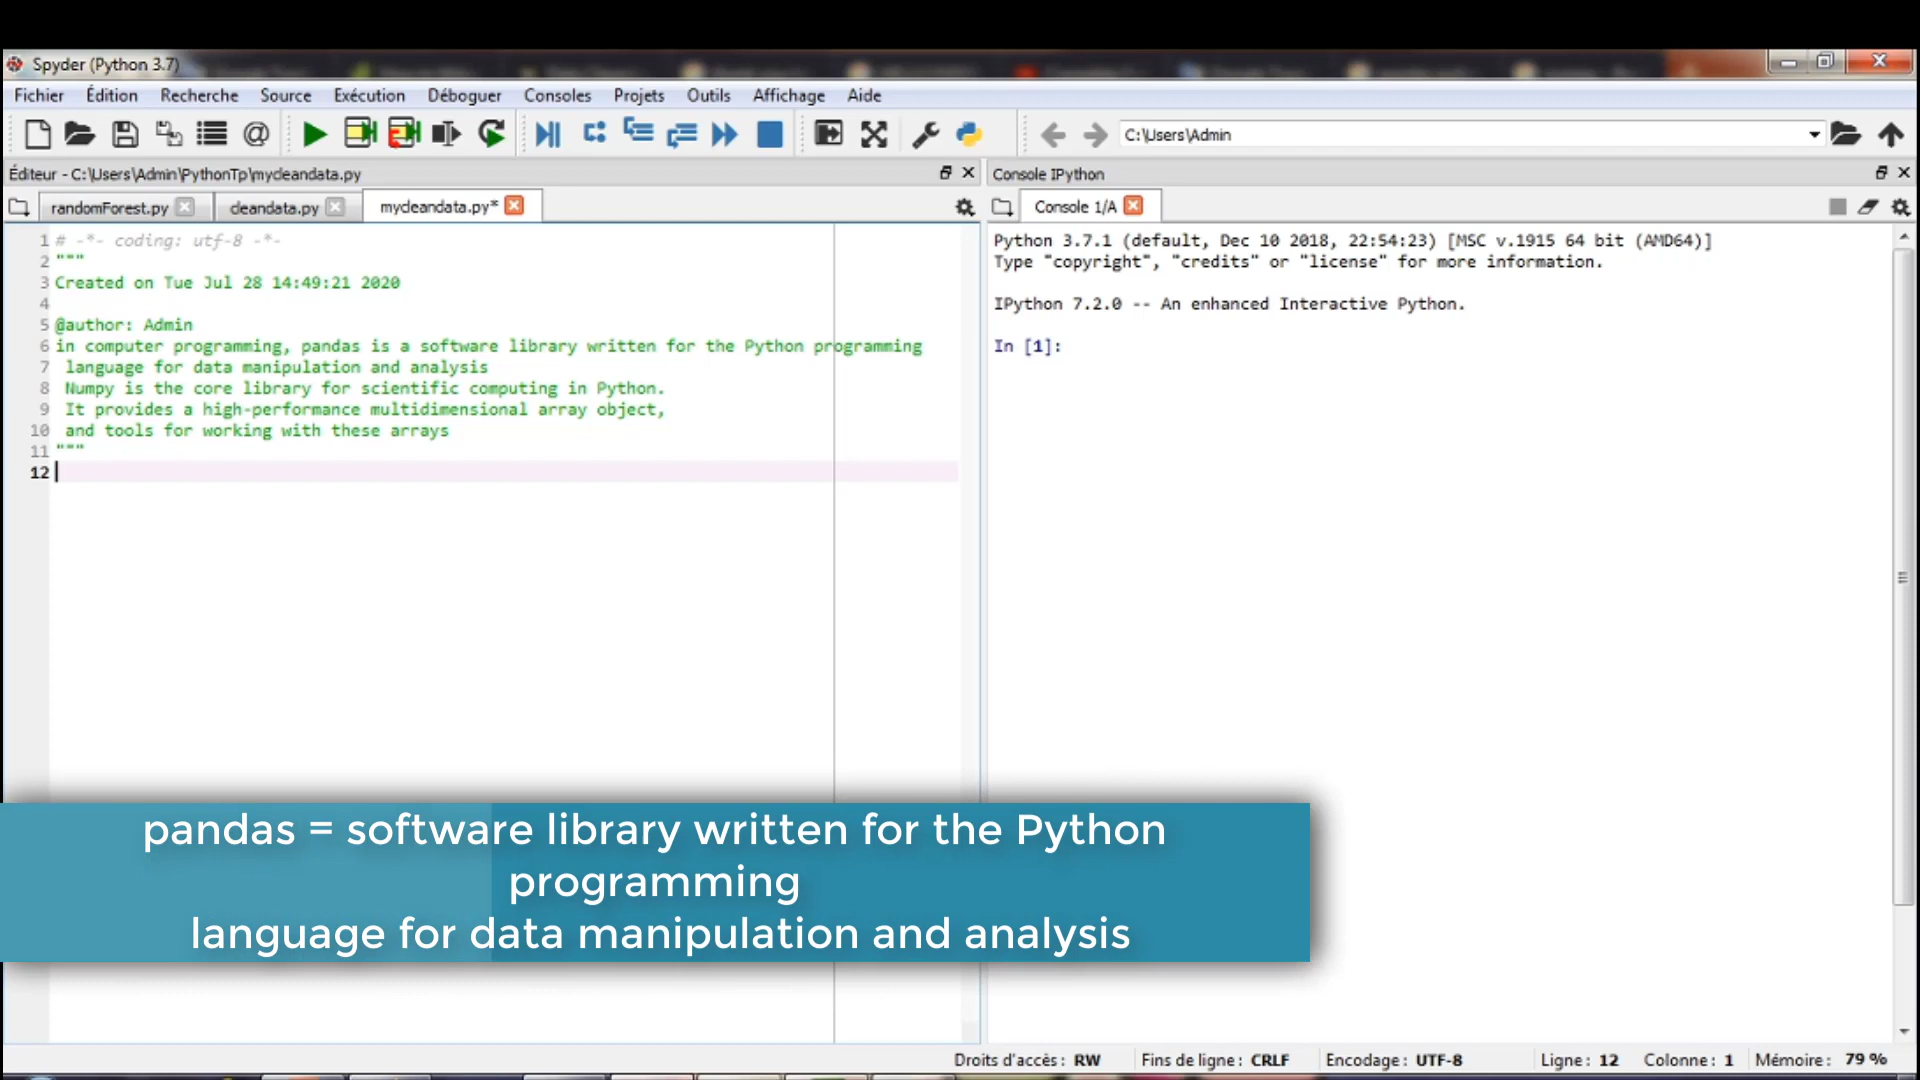 Spyder (Python 3.7)
Fichier Édition Recherche Source Exécution Déboguer Consoles Projets Outils Affichage Aide
C:\Users\Admin
Éditeur - C:\Users\Admin\PythonTp\mycleandata.py
randomForest.py cleandata.py mycleandata.py*
1 # -*- coding: utf-8 -*-
2 """
3 Created on Tue Jul 28 14:49:21 2020
4
5 @author: Admin
6 in computer programming, pandas is a software library written for the Python programming
7 language for data manipulation and analysis
8 Numpy is the core library for scientific computing in Python.
9 It provides a high-performance multidimensional array object,
10 and tools for working with these arrays
11 """
12
Console IPython
Console 1/A
Python 3.7.1 (default, Dec 10 2018, 22:54:23) [MSC v.1915 64 bit (AMD64)]
Type "copyright", "credits" or "license" for more information.
IPython 7.2.0 -- An enhanced Interactive Python.
In [1]:
pandas = software library written for the Python
programming
language for data manipulation and analysis
Droits d'accès : RW Fins de ligne : CRLF Encodage : UTF-8 Ligne : 12 Colonne : 1 Mémoire : 79 %